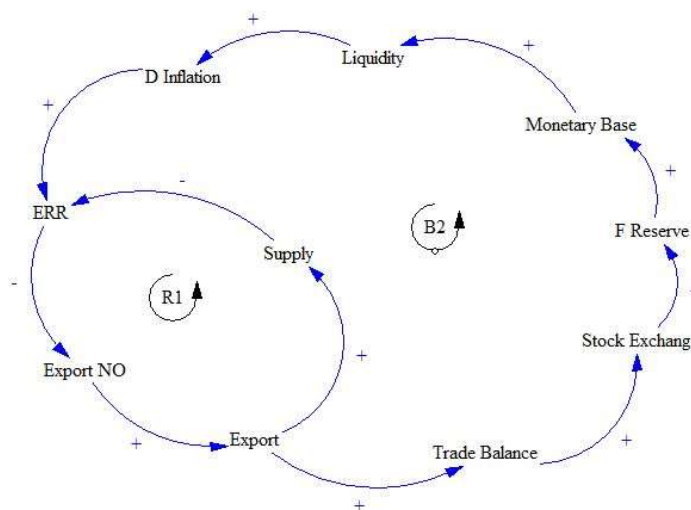 +
+
Liquidity
D Inflation
+
+
Monetary Base
-
+
ERR
B2
F Reserve
Supply
-
R1
Stock Exchang
Export NO
+
+
Export
Trade Balance
+
+